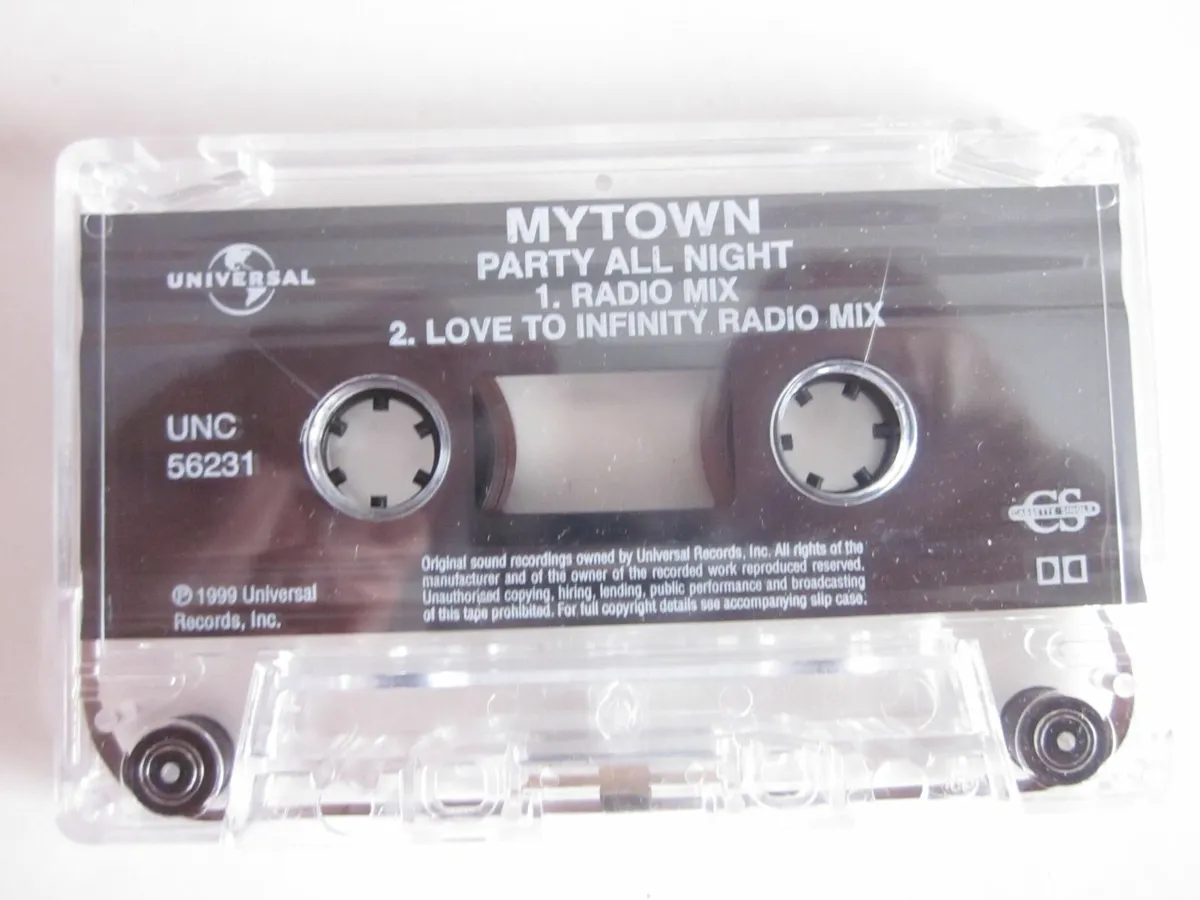 MYTOWN
PARTY ALL NIGHT
1. RADIO MIX
2. LOVE TO INFINITY RADIO MIX
UNIVERSAL
UNC
56231
CS
CASSETTE SINGLE
℗ 1999 Universal
Records, Inc.
Original sound recordings owned by Universal Records, Inc. All rights of the
manufacturer and of the owner of the recorded work reproduced reserved.
Unauthorised copying, hiring, lending, public performance and broadcasting
of this tape prohibited. For full copyright details see accompanying slip case.